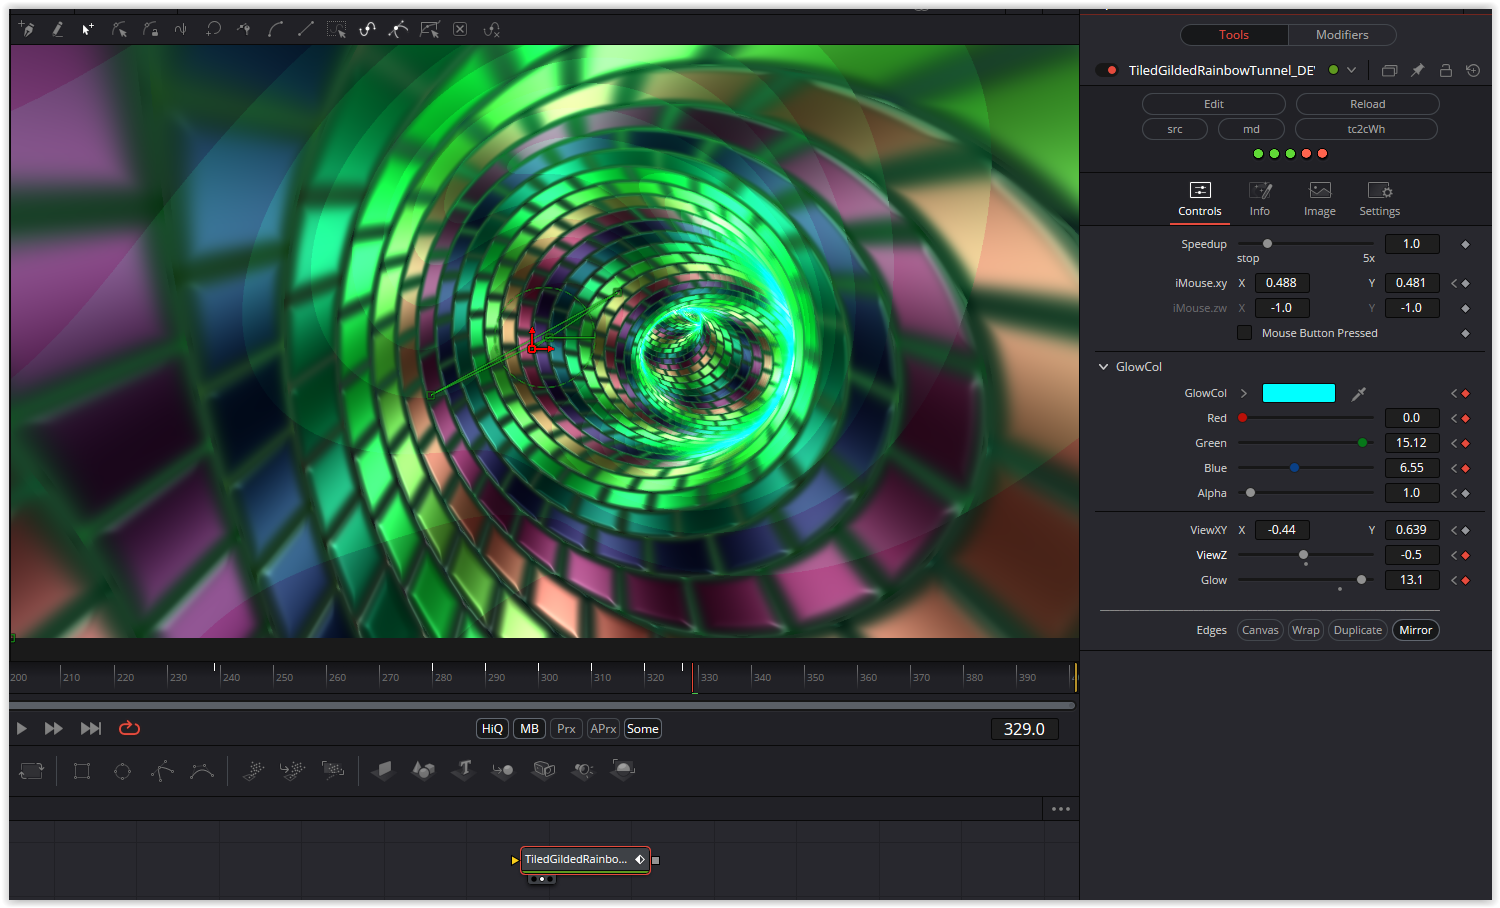 Tools Modifiers
TiledGildedRainbowTunnel_DE
Edit Reload
src md tc2cWh
Controls Info Image Settings
Speedup 1.0
stop 5x
iMouse.xy X 0.488 Y 0.481
iMouse.zw X -1.0 Y -1.0
Mouse Button Pressed
GlowCol
GlowCol
Red 0.0
Green 15.12
Blue 6.55
Alpha 1.0
ViewXY X -0.44 Y 0.639
ViewZ -0.5
Glow 13.1
Edges Canvas Wrap Duplicate Mirror
200 210 220 230 240 250 260 270 280 290 300 310 320 330 340 350 360 370 380 390
HiQ MB Prx APrx Some 329.0
T
TiledGildedRainbo...